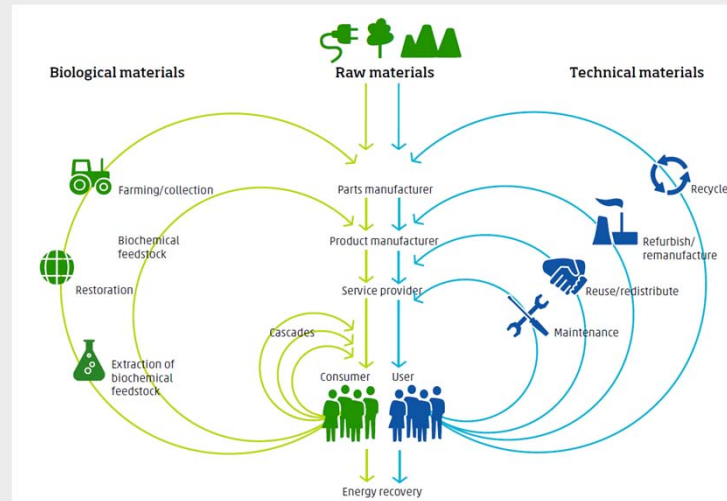 Biological materials
Raw materials
Technical materials
Farming/collection
Parts manufacturer
Recycle
Biochemical
feedstock
Product manufacturer
Refurbish/
remanufacture
Restoration
Service provider
Reuse/redistribute
Cascades
Maintenance
Extraction of
biochemical
feedstock
Consumer
User
Energy recovery